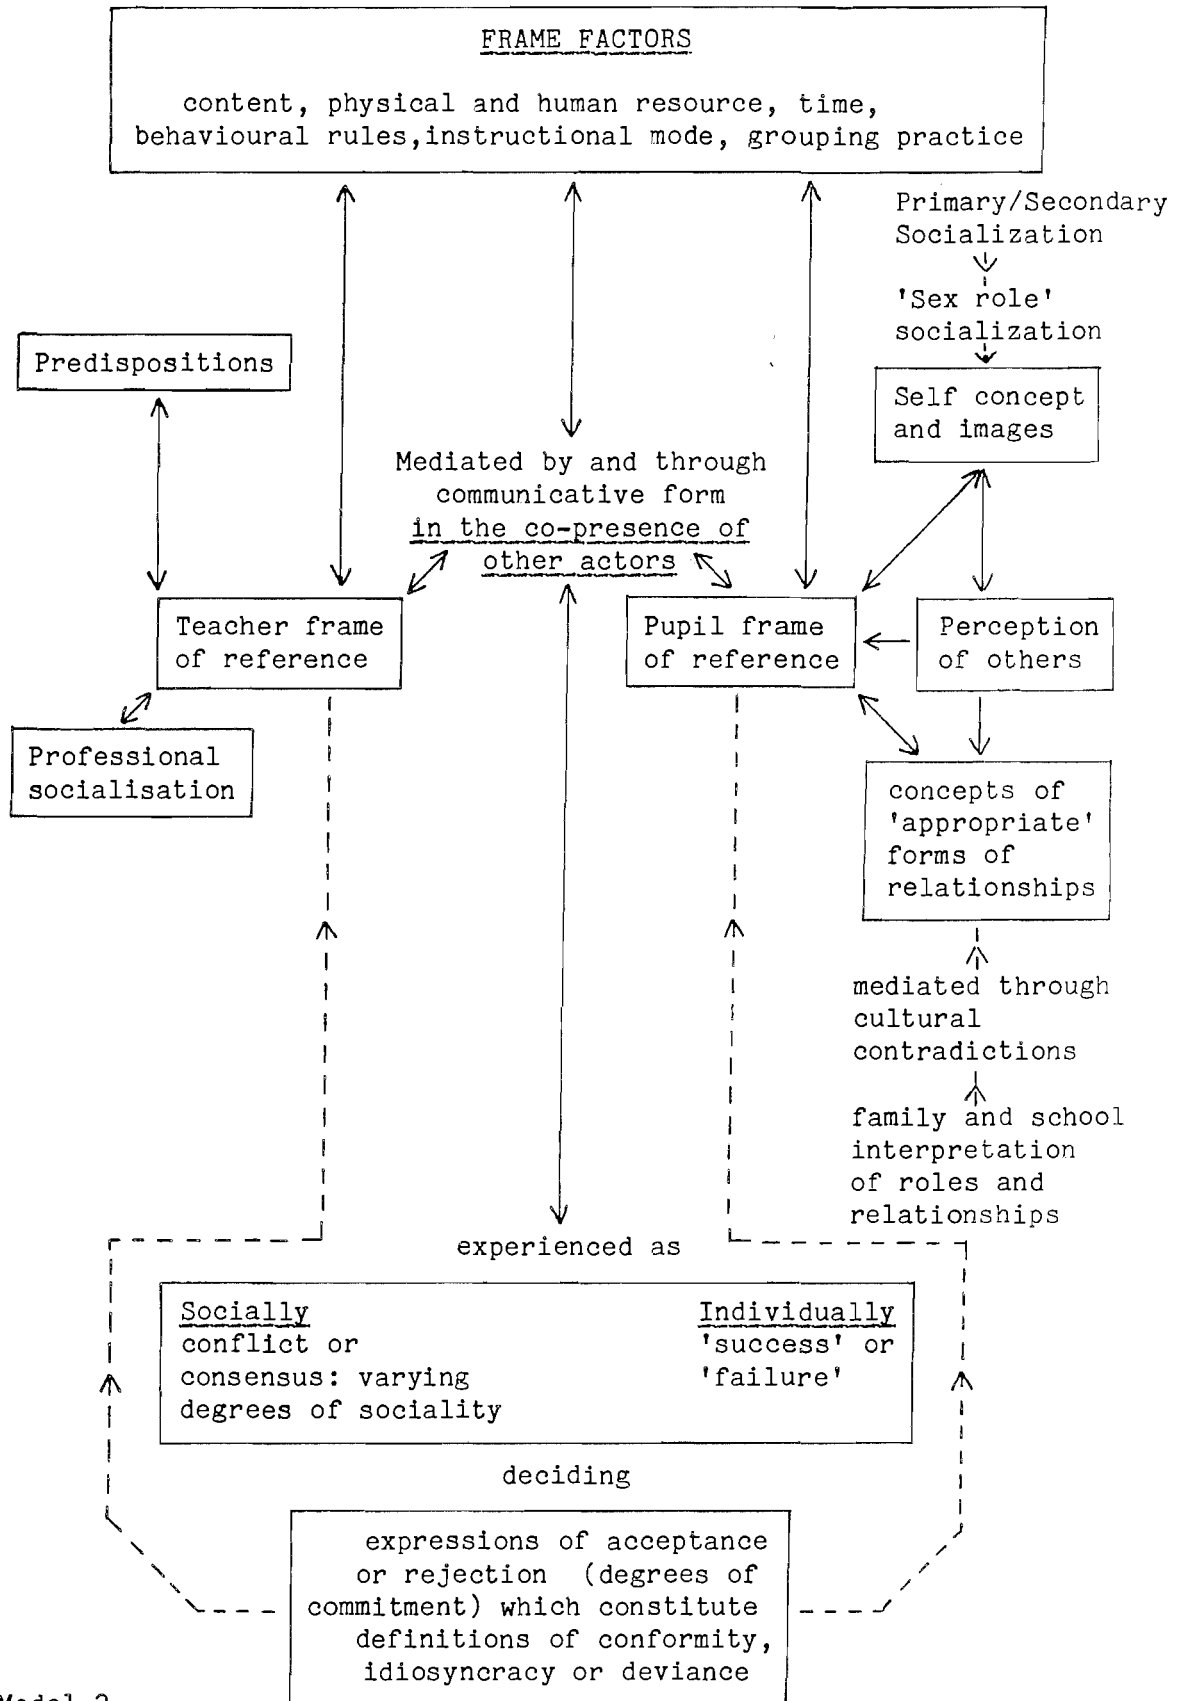 FRAME FACTORS
content, physical and human resource, time,
behavioural rules,instructional mode, grouping practice
Primary/Secondary
Socialization
'Sex role'
socialization
Predispositions
Self concept
and images
Mediated by and through
communicative form
in the co-presence of
other actors
Teacher frame
of reference
Pupil frame
of reference
Perception
of others
Professional
socialisation
concepts of
'appropriate'
forms of
relationships
mediated through
cultural
contradictions
family and school
interpretation
of roles and
relationships
experienced as
Socially
conflict or
consensus: varying
degrees of sociality
Individually
'success' or
'failure'
deciding
expressions of acceptance
or rejection (degrees of
commitment) which constitute
definitions of conformity,
idiosyncracy or deviance
Model 2